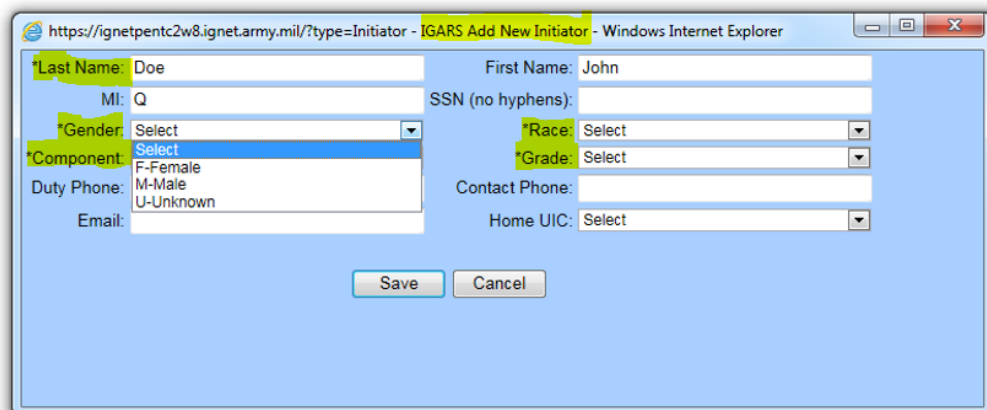 https://ignetpentc2w8.ignet.army.mil/?type=Initiator - IGARS Add New Initiator - Windows Internet Explorer
*Last Name: Doe First Name: John
MI: Q SSN (no hyphens):
*Gender: Select *Race: Select
Select
*Component: *Grade: Select
F-Female
M-Male
Duty Phone: Contact Phone:
U-Unknown
Email: Home UIC: Select
Save Cancel